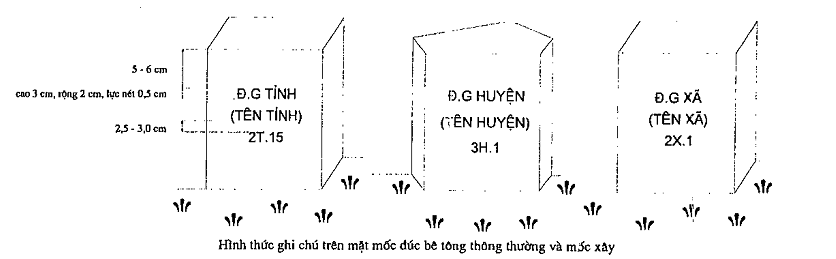 5 - 6 cm
cao 3 cm, rộng 2 cm, lực nét 0,5 cm
2,5 - 3,0 cm
Đ.G TỈNH
(TÊN TỈNH)
2T.15
Đ.G HUYỆN
(TÊN HUYỆN)
3H.1
Đ.G XÃ
(TÊN XÃ)
2X.1
Hình thức ghi chú trên mặt mốc đúc bê tông thông thường và mốc xây